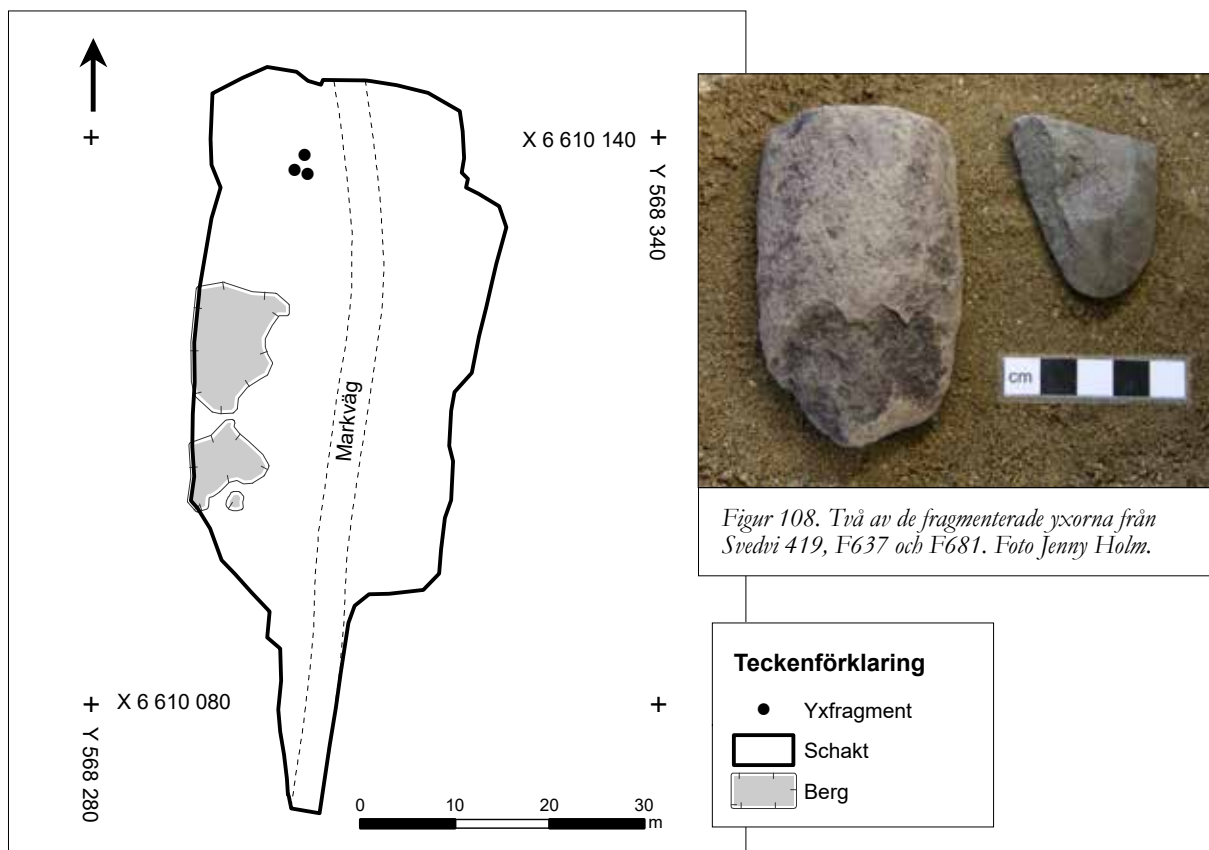 X 6 610 140
Y 568 340
Markväg
X 6 610 080
Y 568 280
0 10 20 30
m
cm
Figur 108. Två av de fragmenterade yxorna från
Svedvi 419, F637 och F681. Foto Jenny Holm.
Teckenförklaring
Yxfragment
Schakt
Berg